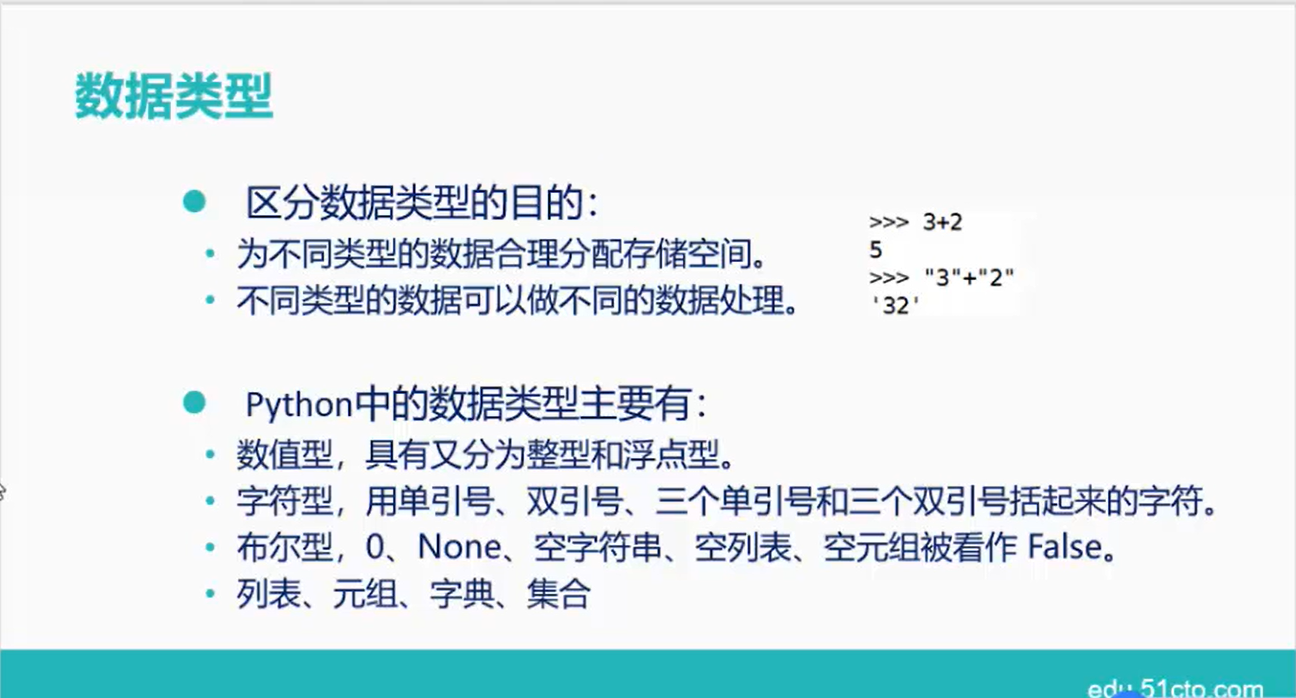 数据类型
区分数据类型的目的：
为不同类型的数据合理分配存储空间。
不同类型的数据可以做不同的数据处理。
>>> 3+2
5
>>> "3"+"2"
'32'
Python中的数据类型主要有：
数值型，具有又分为整型和浮点型。
字符型，用单引号、双引号、三个单引号和三个双引号括起来的字符。
布尔型，0、None、空字符串、空列表、空元组被看作 False。
列表、元组、字典、集合
edu.51cto.com